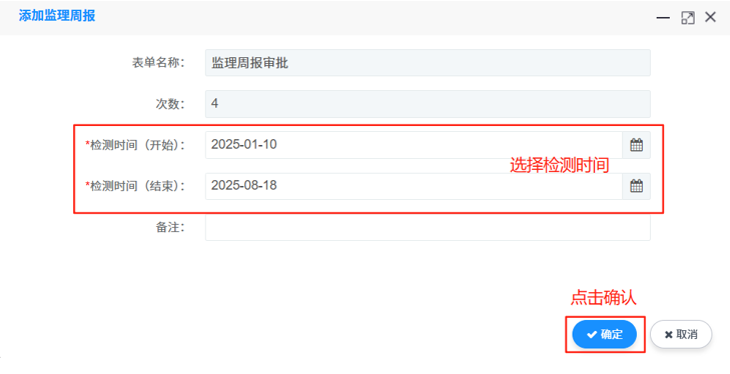 添加监理周报
表单名称： 监理周报审批
次数： 4
*检测时间（开始）： 2025-01-10
选择检测时间
*检测时间（结束）： 2025-08-18
备注：
点击确认
确定 取消